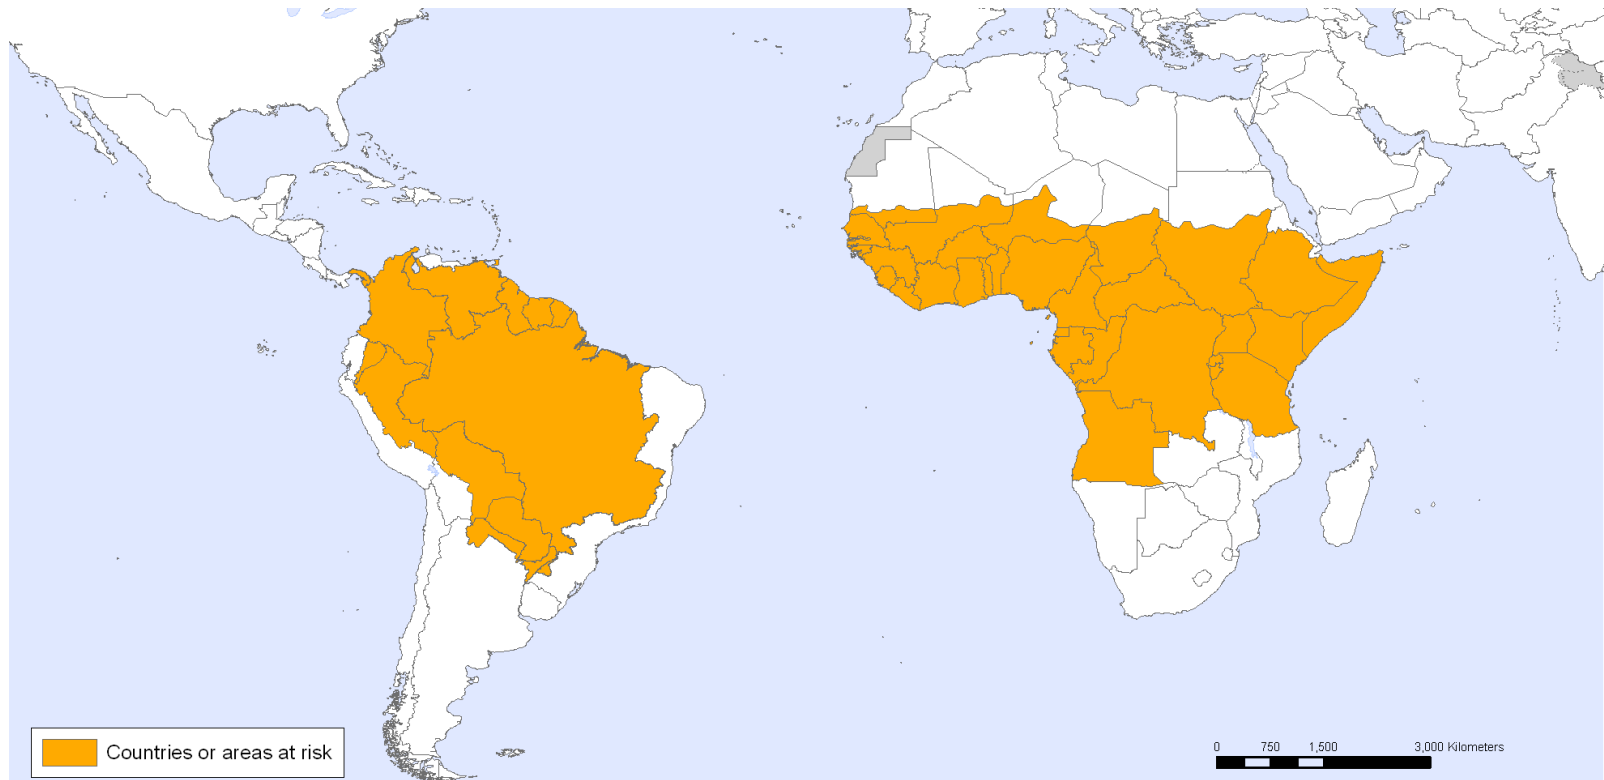 Countries or areas at risk
0 750 1,500 3,000 Kilometers